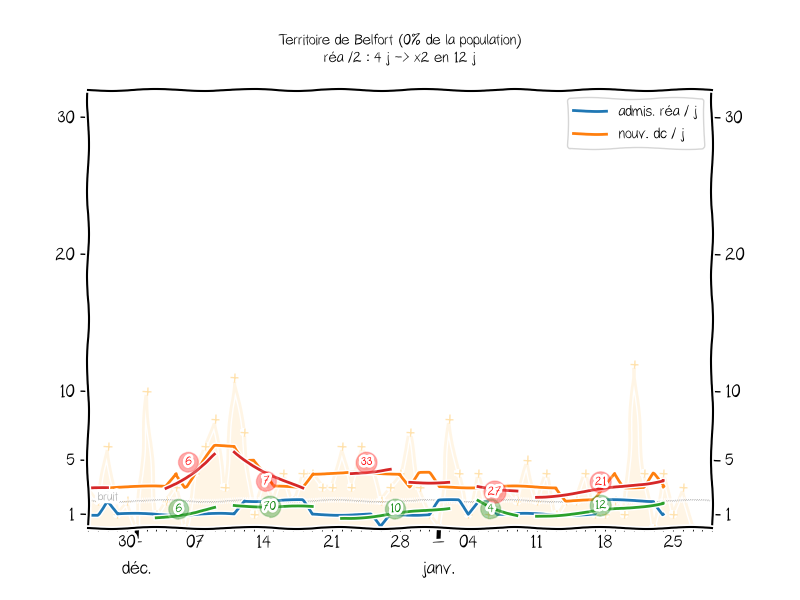 Territoire de Belfort (0% de la population)
réa /2 : 4 j -> x2 en 12 j
30
30
admis. réa / j
nouv. dc / j
20
20
10
10
5
5
6
33
7
27
21
bruit
6
70
10
4
12
1
1
30 07 14 21 28 04 11 18 25
déc. janv.